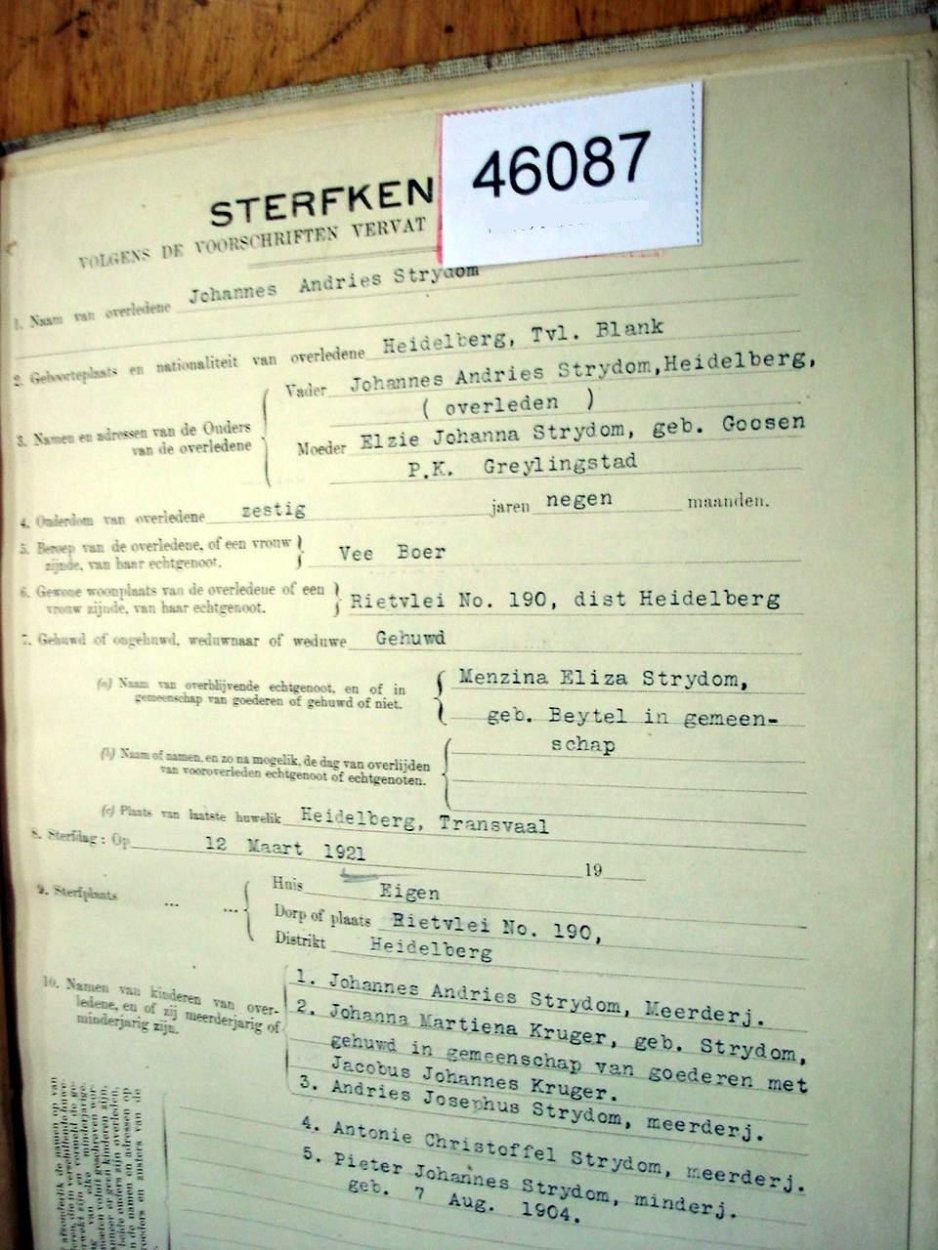 46087
STERFKEN
VOLGENS DE VOORSCHRIFTEN VERVAT
1. Naam van overledene Johannes Andries Strydom
2. Geboorteplaats en nationaliteit van overledene Heidelberg, Tvl. Blank
3. Namen en adressen van de Ouders van de overledene
Vader Johannes Andries Strydom, Heidelberg,
( overleden )
Moeder Elzie Johanna Strydom, geb. Goosen
P.K. Greylingstad
4. Onderdom van overledene zestig jaren negen maanden.
5. Beroep van de overledene, of een vrouw
zijnde, van haar echtgenoot. Vee Boer
6. Gewone woonplaats van de overledene of een
vrouw zijnde, van haar echtgenoot. Rietvlei No. 190, dist Heidelberg
7. Gehuwd of ongehuwd, weduwnaar of weduwe Gehuwd
(a) Naam van overblijvende echtgenoot, en of in
gemeenschap van goederen of gehuwd of niet.
Menzina Eliza Strydom,
geb. Beytel in gemeen-
schap
(b) Naam of namen, en zo na mogelik, de dag van overlijden
van vooroverleden echtgenoot of echtgenoten.
(c) Plaats van laatste huwelik Heidelberg, Transvaal
8. Sterfdag: Op 12 Maart 1921 19
9. Sterfplaats ... ...
Huis Eigen
Dorp of plaats Rietvlei No. 190,
Distrikt Heidelberg
10. Namen van kinderen van over-
ledene, en of zij meerderjarig of
minderjarig zijn.
1. Johannes Andries Strydom, Meerderj.
2. Johanna Martiena Kruger, geb. Strydom,
gehuwd in gemeenschap van goederen met
Jacobus Johannes Kruger.
3. Andries Josephus Strydom, meerderj.
4. Antonie Christoffel Strydom, meerderj.
5. Pieter Johannes Strydom, minderj.
geb. 7 Aug. 1904.